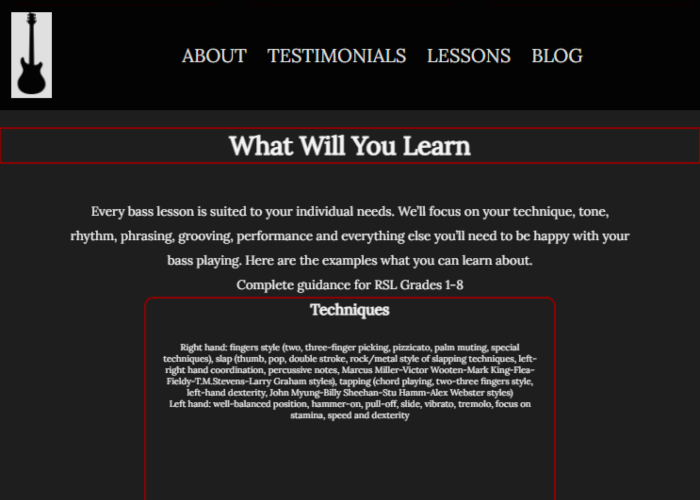 ABOUT TESTIMONIALS LESSONS BLOG
What Will You Learn
Every bass lesson is suited to your individual needs. We'll focus on your technique, tone,
rhythm, phrasing, grooving, performance and everything else you'll need to be happy with your
bass playing. Here are the examples what you can learn about.
Complete guidance for RSL Grades 1-8
Techniques
Right hand: fingers style (two, three-finger picking, pizzicato, palm muting, special
techniques), slap (thumb, pop, double stroke, rock/metal style of slapping techniques, left-
right hand coordination, percussive notes, Marcus Miller-Victor Wooten-Mark King-Flea-
Fieldy-T.M.Stevens-Larry Graham styles), tapping (chord playing, two-three fingers style,
left-hand dexterity, John Myung-Billy Sheehan-Stu Hamm-Alex Webster styles)
Left hand: well-balanced position, hammer-on, pull-off, slide, vibrato, tremolo, focus on
stamina, speed and dexterity